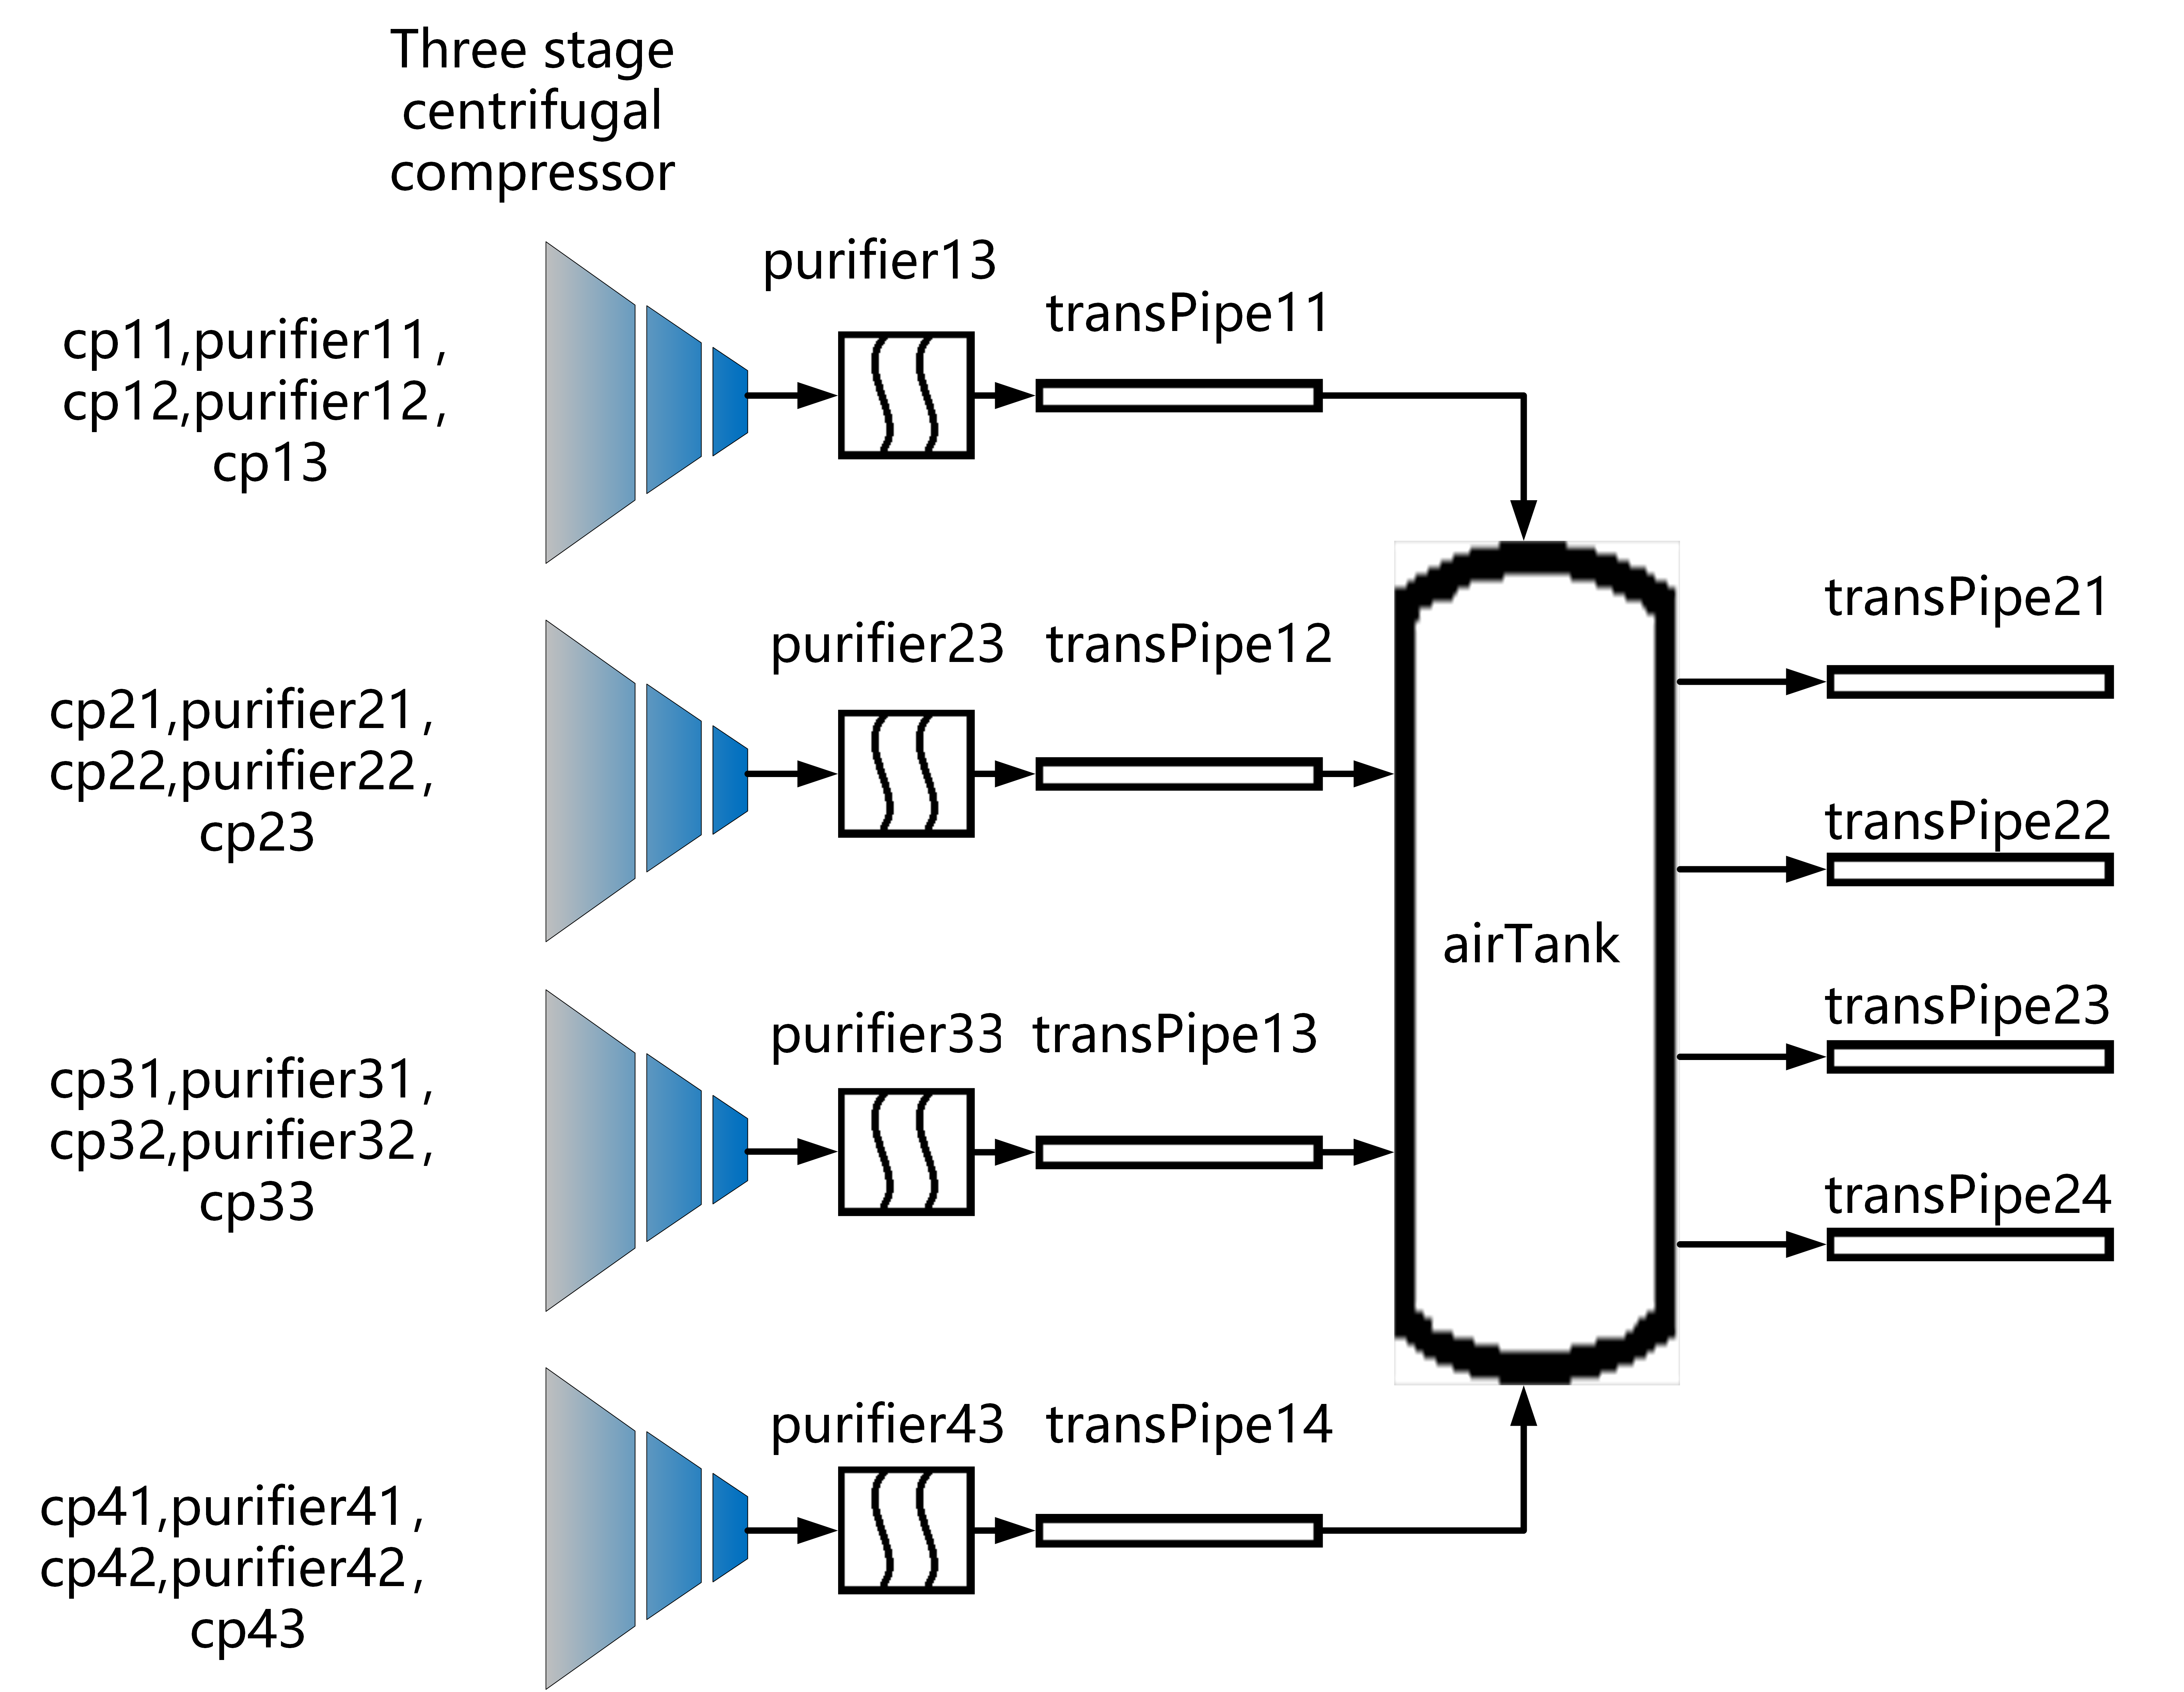 Three stage
centrifugal
compressor
purifier13
transPipe11
cp11,purifier11,
cp12,purifier12,
cp13
purifier23
transPipe12
cp21,purifier21,
cp22,purifier22,
cp23
purifier33
transPipe13
cp31,purifier31,
cp32,purifier32,
cp33
purifier43
transPipe14
cp41,purifier41,
cp42,purifier42,
cp43
airTank
transPipe21
transPipe22
transPipe23
transPipe24